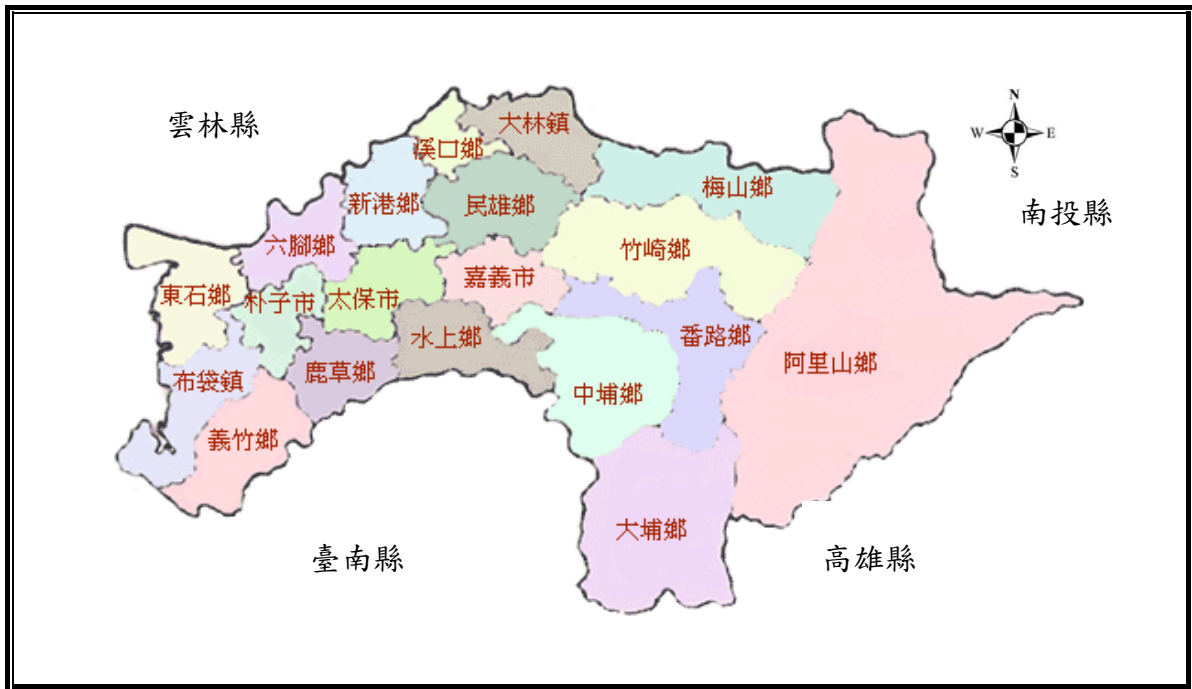 雲林縣
大林鎮
溪口鄉
梅山鄉
新港鄉
民雄鄉
南投縣
六腳鄉
竹崎鄉
東石鄉
朴子市
太保市
嘉義市
水上鄉
番路鄉
阿里山鄉
布袋鎮
鹿草鄉
中埔鄉
義竹鄉
大埔鄉
臺南縣
高雄縣
N
W
E
S